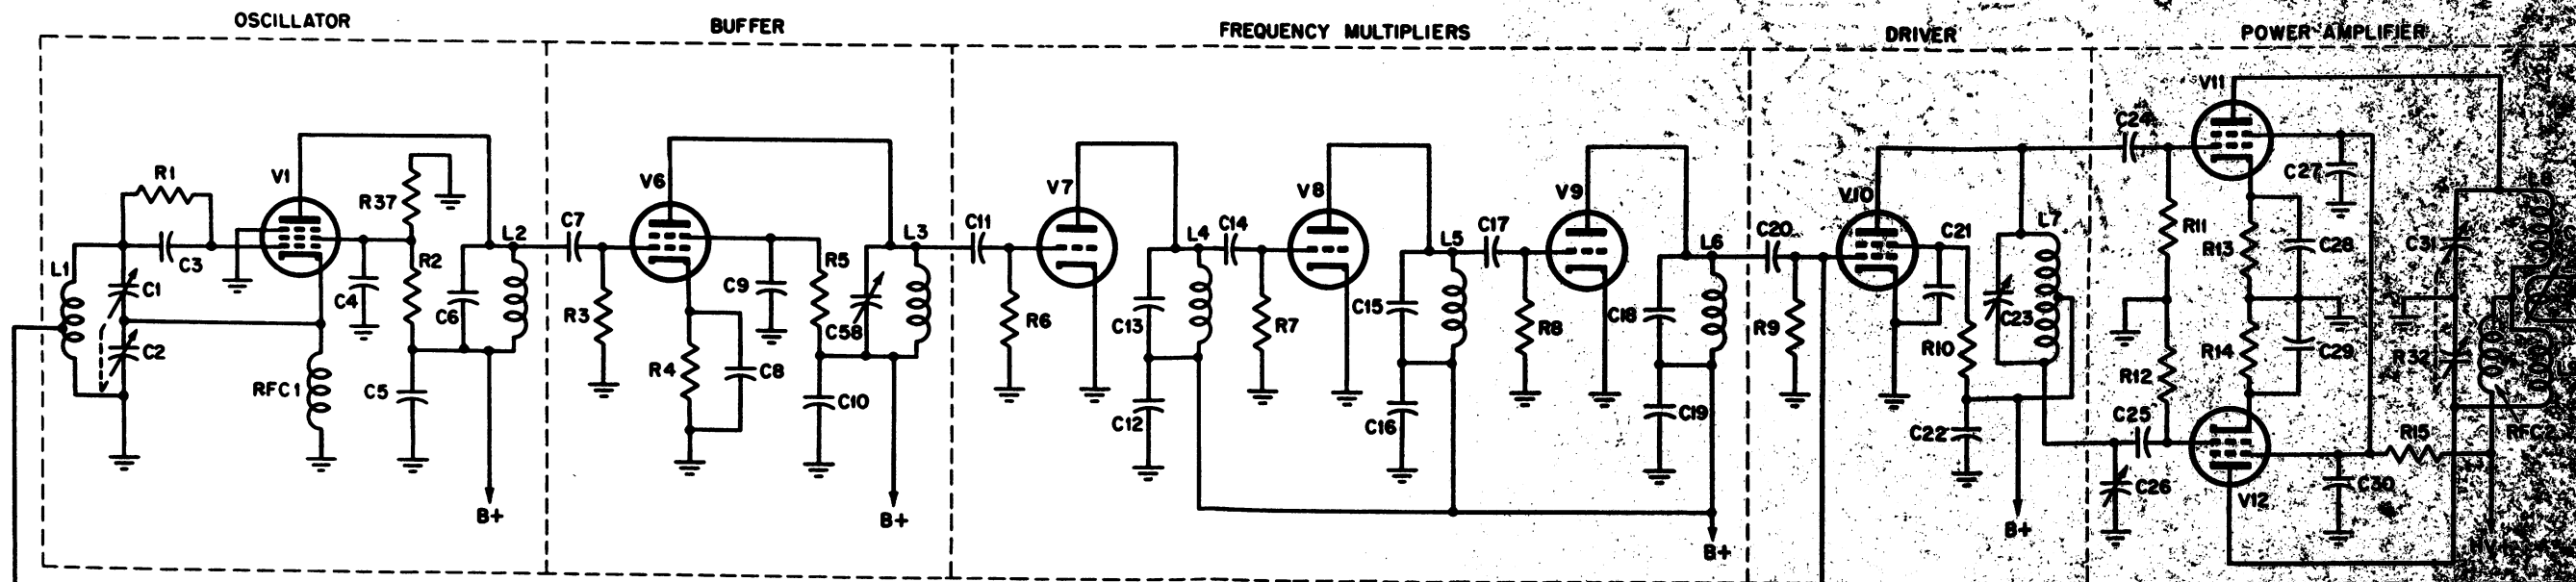 OSCILLATOR
BUFFER
FREQUENCY MULTIPLIERS
DRIVER
POWER AMPLIFIER
R1
V1
R37
C3
L1
C1
C2
RFC1
C4
R2
C5
C6
L2
B+
C7
R3
V6
R4
C8
C9
R5
C58
C10
L3
B+
C11
R6
V7
C13
C12
L4
C14
R7
V8
C15
C16
L5
C17
R8
V9
C18
C19
L6
B+
C20
R9
V10
C21
R10
C22
C23
L7
B+
C24
V11
C27
R11
R13
C28
R12
R14
C29
C25
C26
V12
C30
R15
C31
R32
RFC2